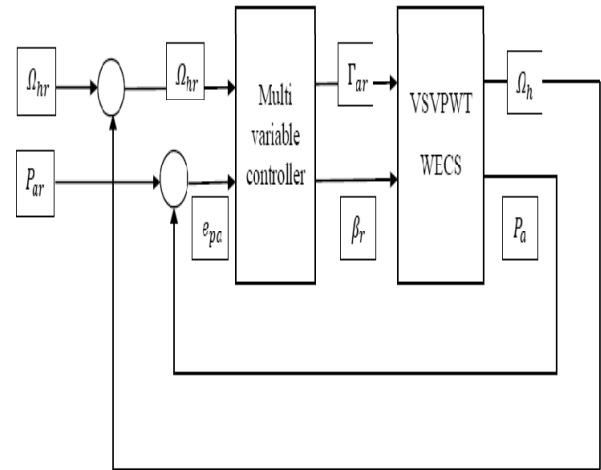 Ω_hr
Ω_hr
Multi
variable
controller
Γ_ar
VSVPWT
WECS
Ω_h
P_ar
e_pa
β_r
P_a